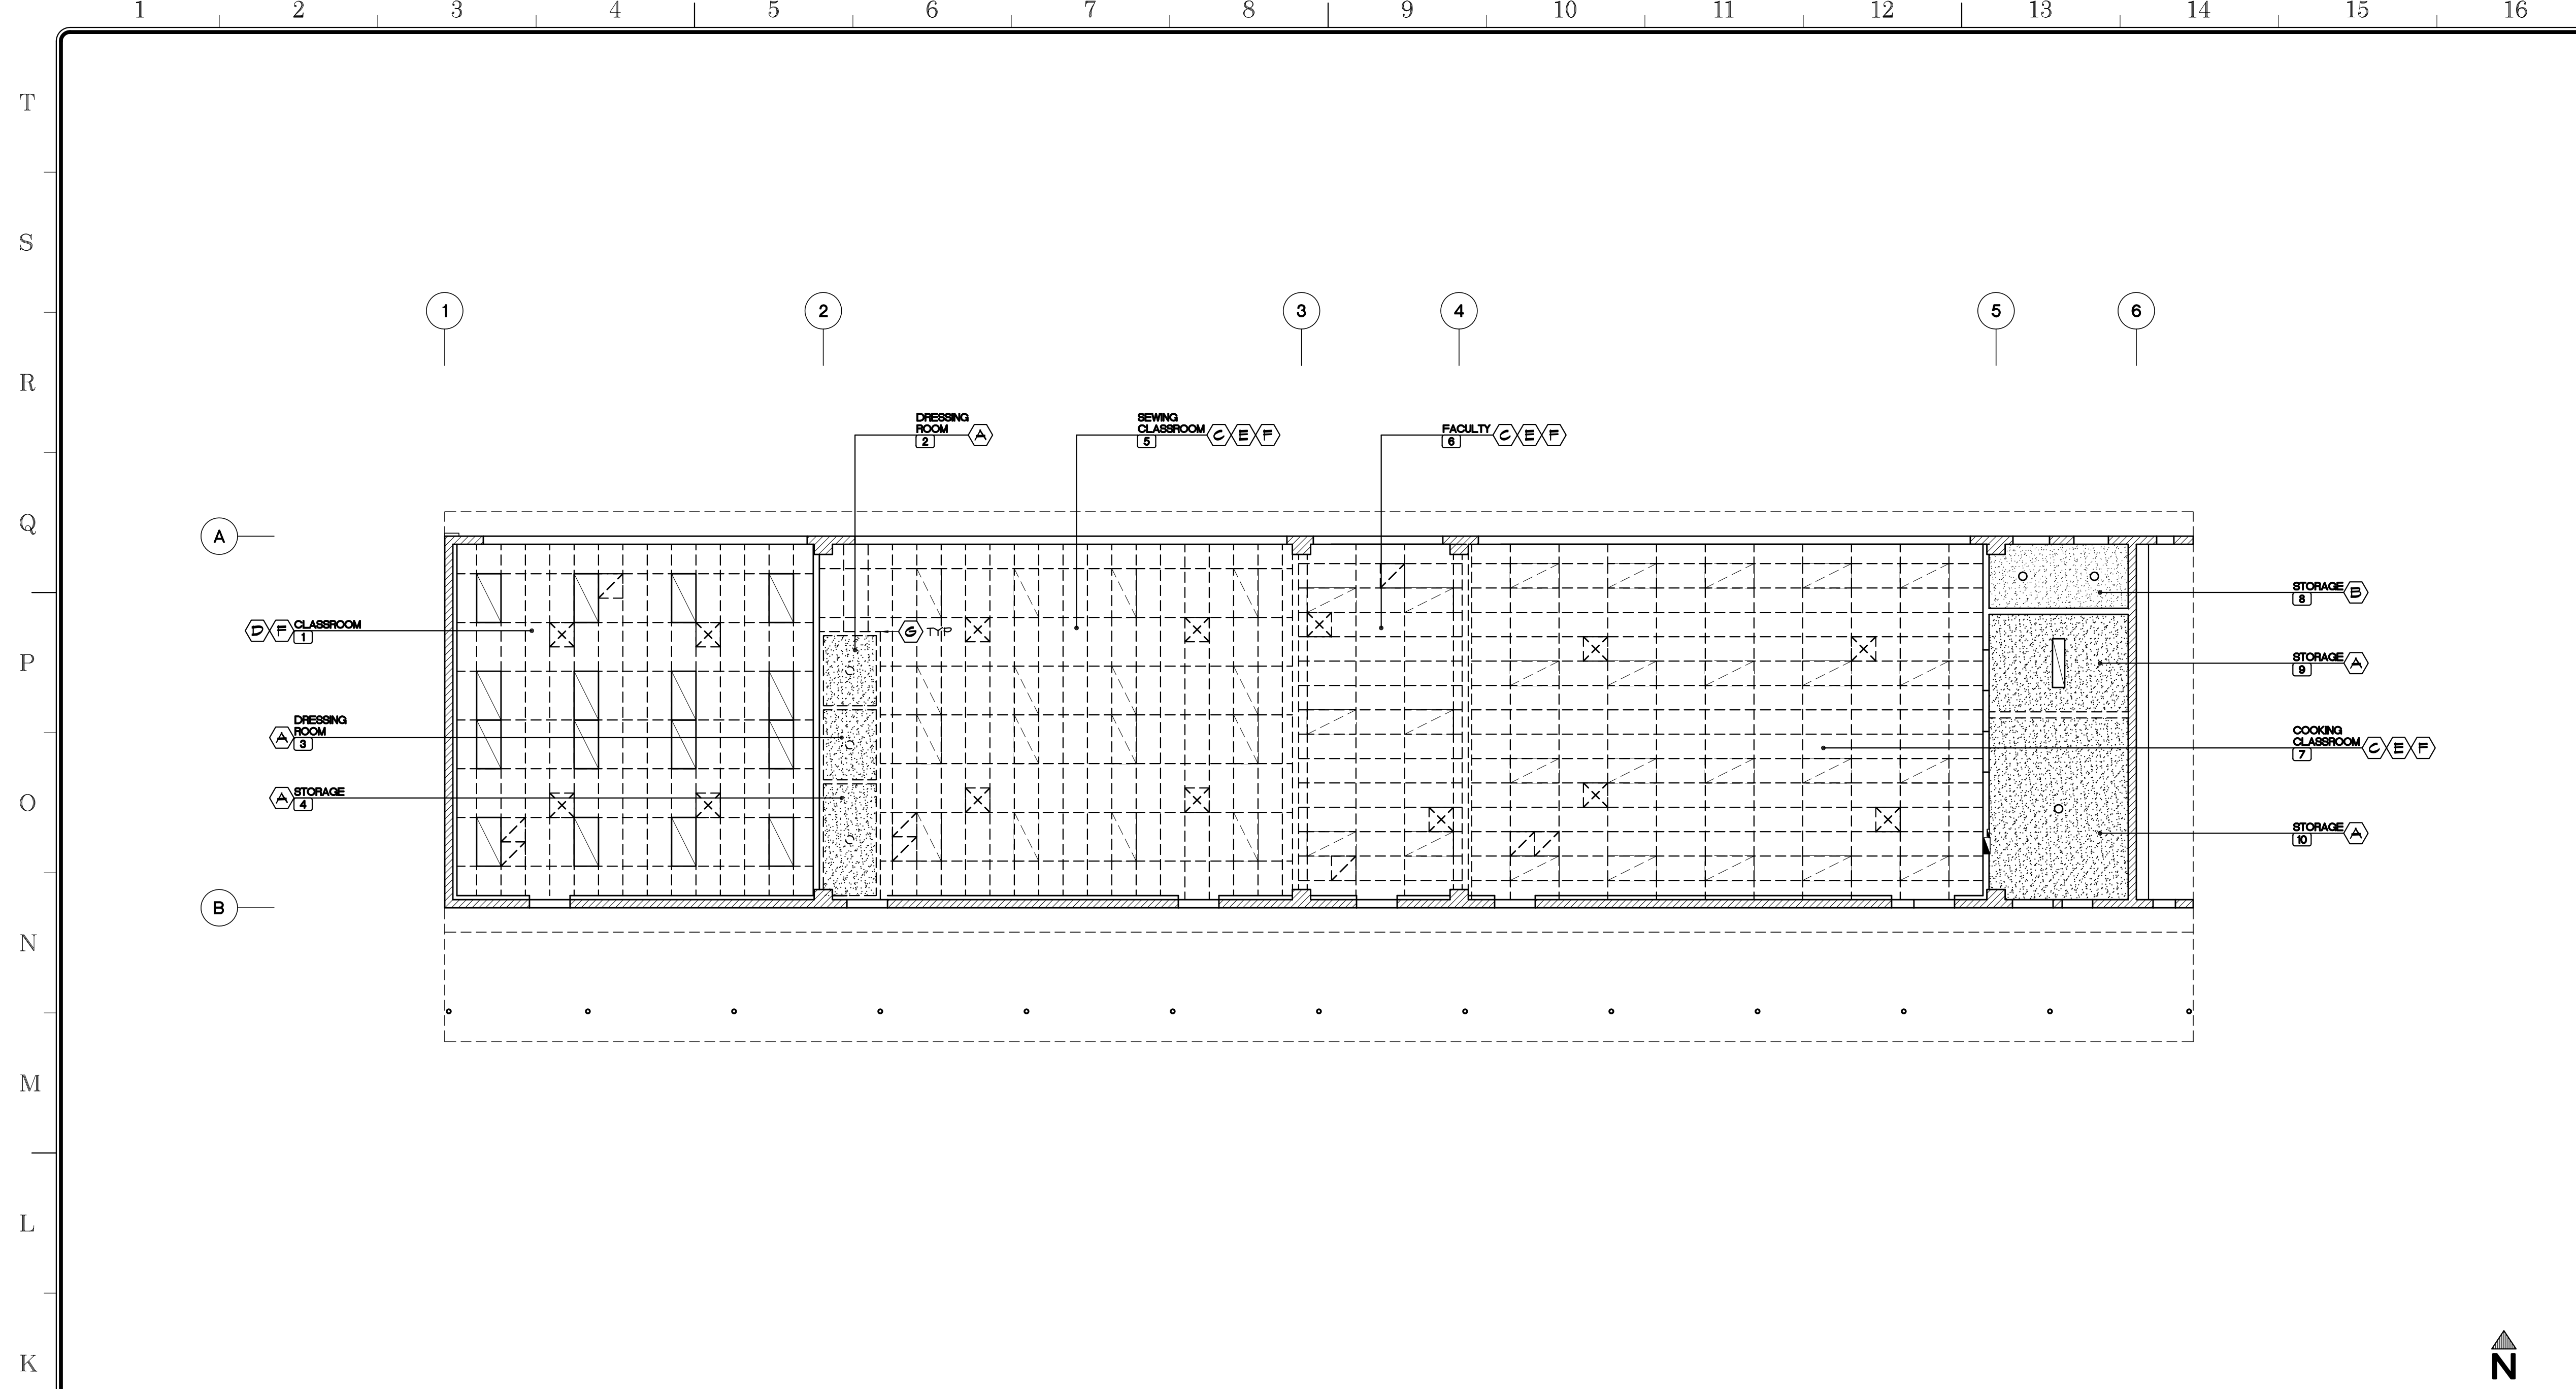 1 2 3 4 5 6 7 8 9 10 11 12 13 14 15 16
T
S
R
Q
P
O
N
M
L
K
1 2 3 4 5 6
A
B
DRESSING
ROOM
2 A
SEWING
CLASSROOM
5 C E F
FACULTY
6 C E F
D F CLASSROOM
1
G TYP
DRESSING
A ROOM
3
A STORAGE
4
STORAGE B
8
STORAGE A
9
COOKING
CLASSROOM C E F
7
STORAGE A
10
N